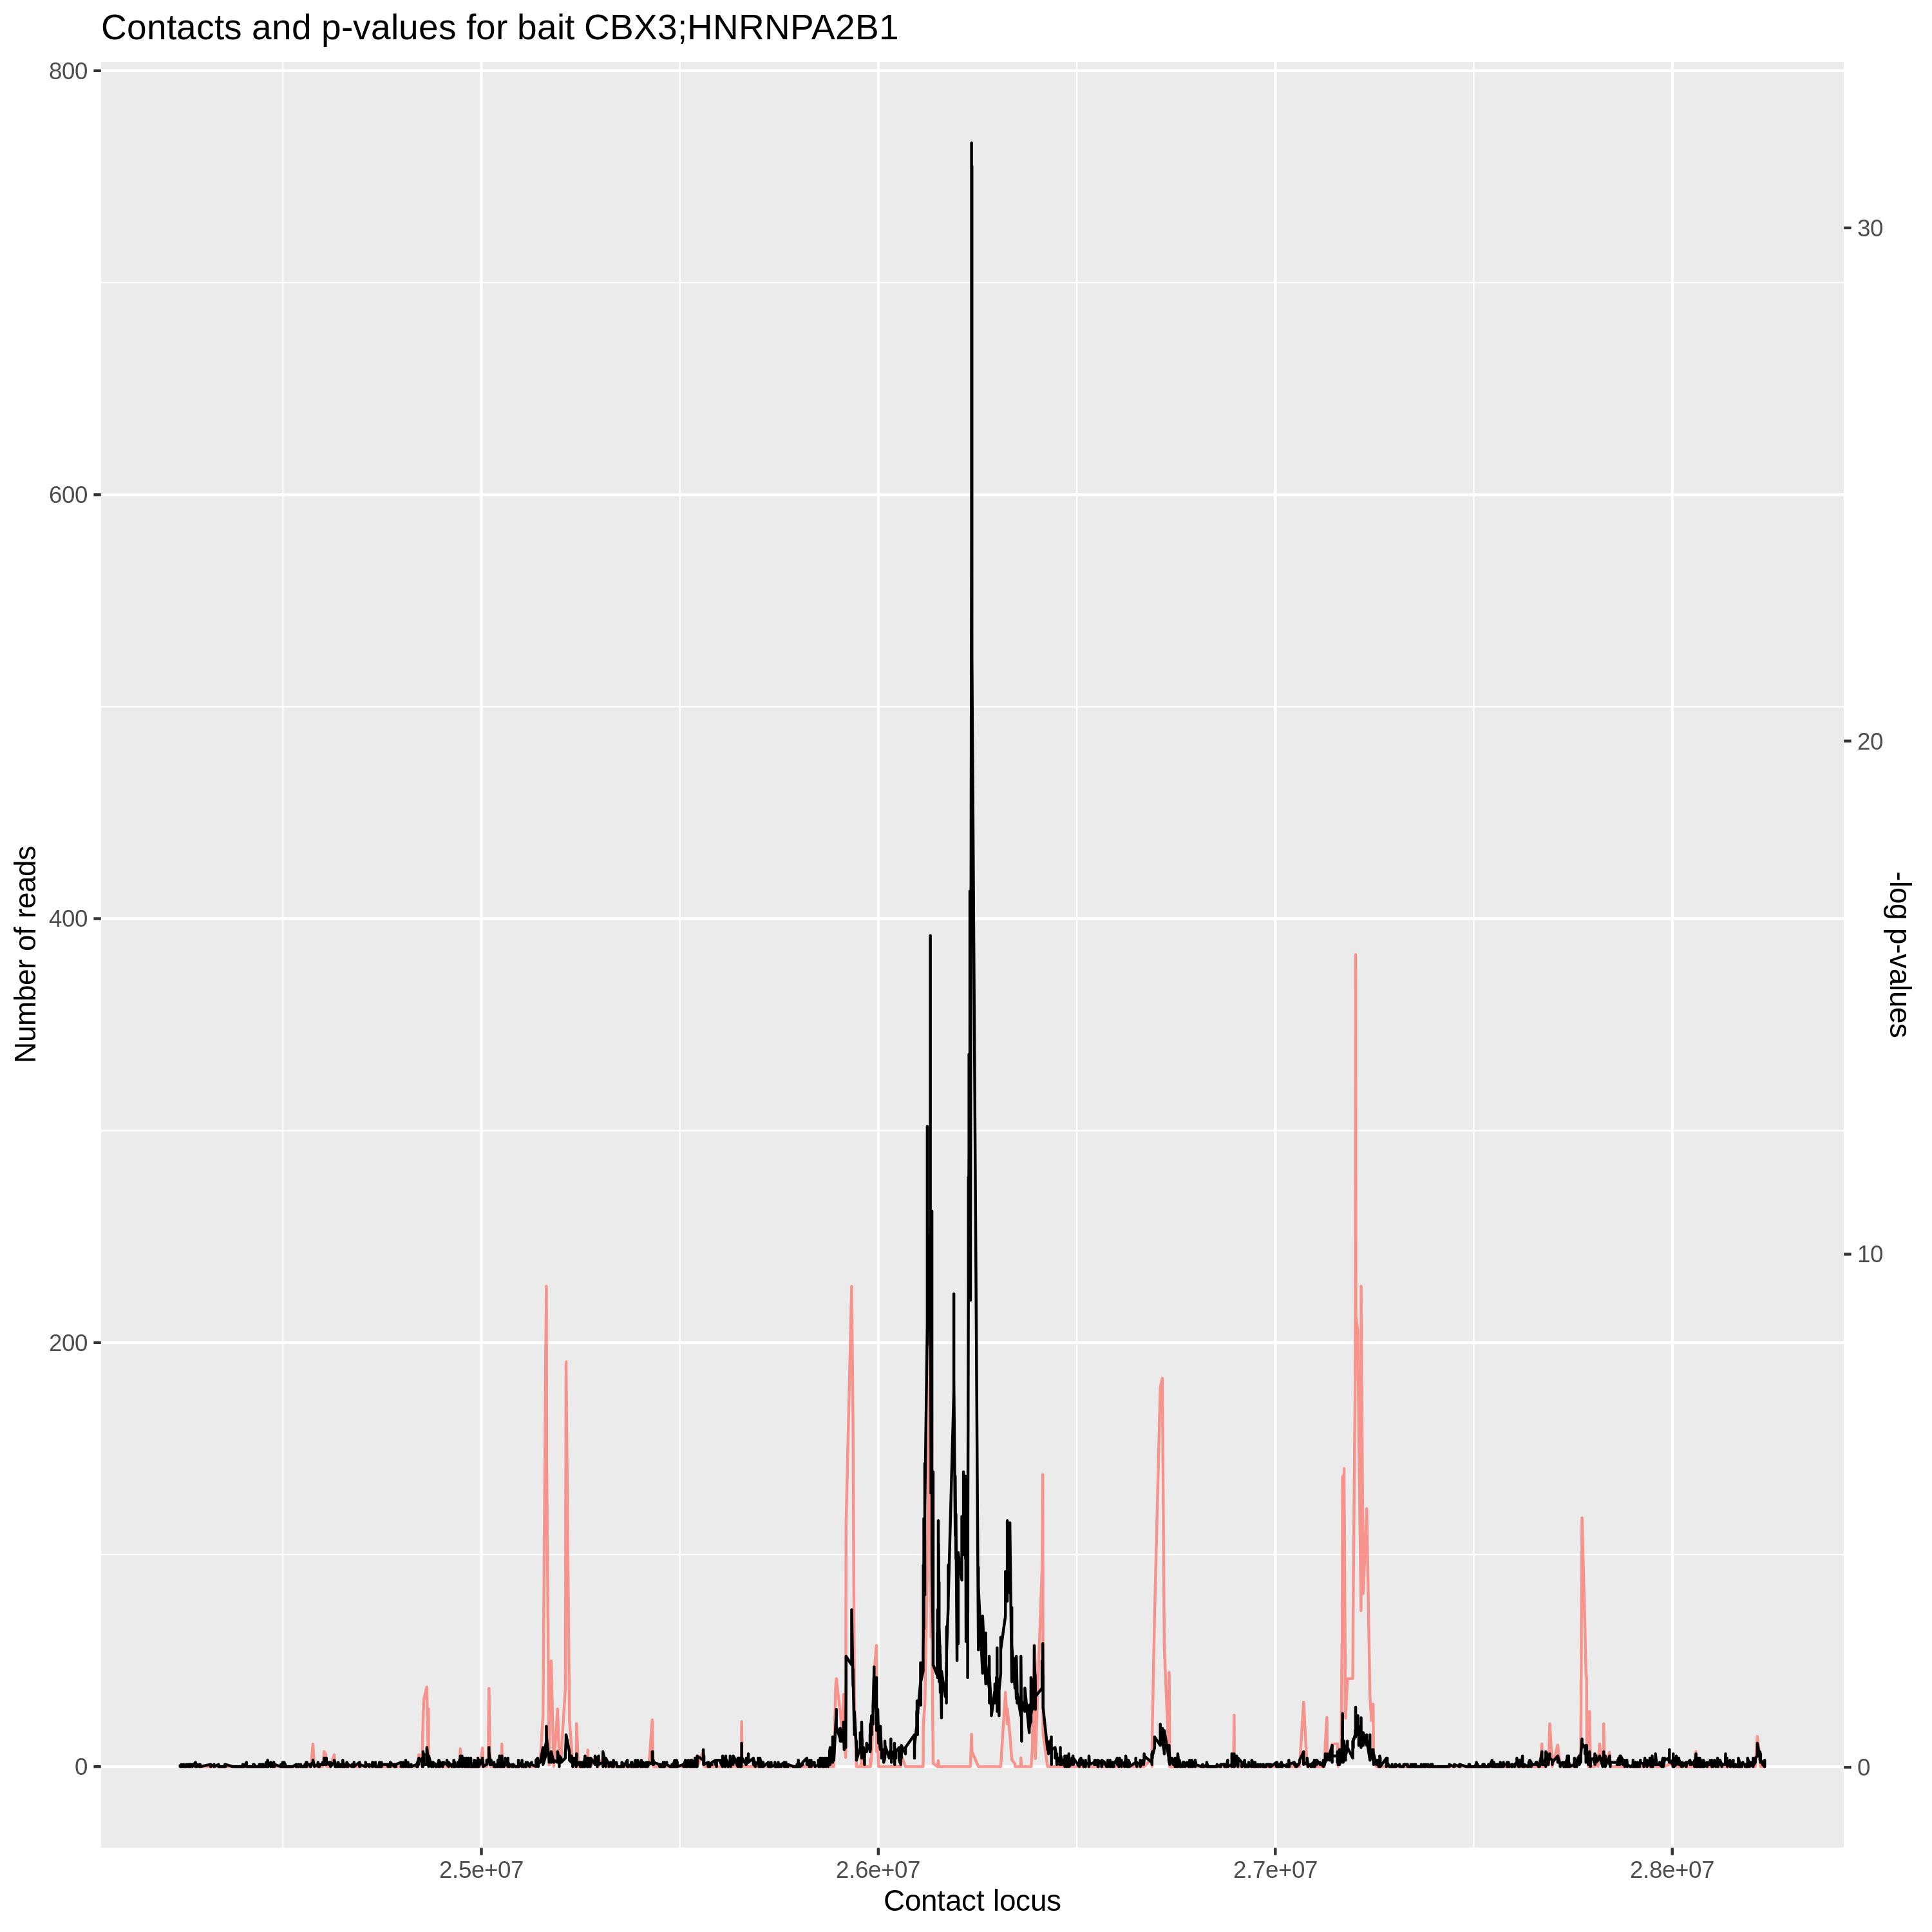 Contacts and p-values for bait CBX3;HNRNPA2B1
800
600
400
200
0
Number of reads
30
20
10
0
-log p-values
2.5e+07 2.6e+07 2.7e+07 2.8e+07
Contact locus